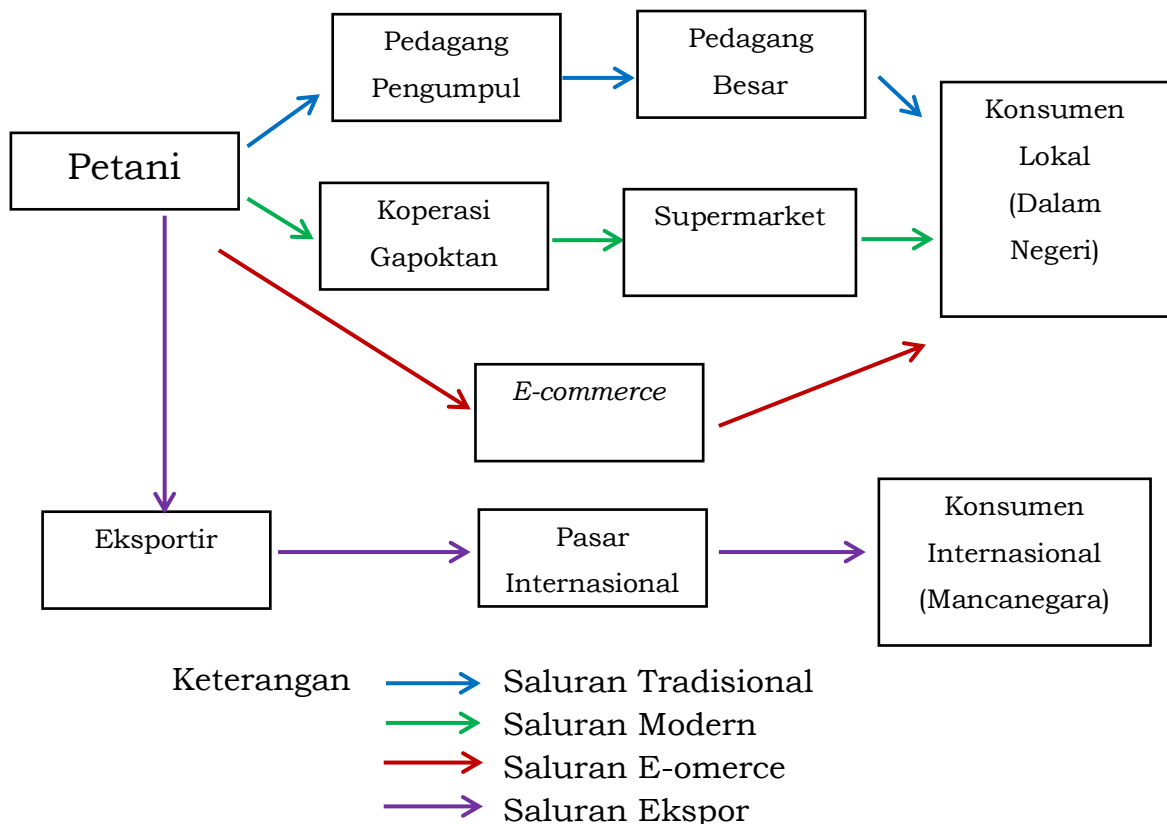 Pedagang
Pengumpul
Pedagang
Besar
Konsumen
Lokal
(Dalam
Negeri)
Petani
Koperasi
Gapoktan
Supermarket
E-commerce
Eksportir
Pasar
Internasional
Konsumen
Internasional
(Mancanegara)
Keterangan
Saluran Tradisional
Saluran Modern
Saluran E-omerce
Saluran Ekspor